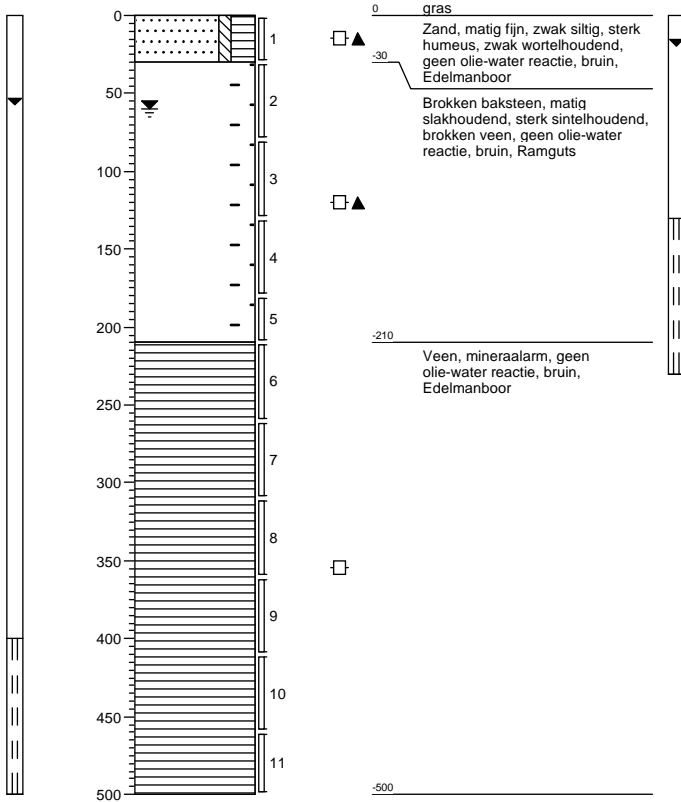 0
50
100
150
200
250
300
350
400
450
500
1
2
3
4
5
6
7
8
9
10
11
0
gras
Zand, matig fijn, zwak siltig, sterk
humeus, zwak wortelhoudend,
geen olie-water reactie, bruin,
Edelmanboor
-30
Brokken baksteen, matig
slakhoudend, sterk sintelhoudend,
brokken veen, geen olie-water
reactie, bruin, Ramguts
-210
Veen, mineraalarm, geen
olie-water reactie, bruin,
Edelmanboor
-500